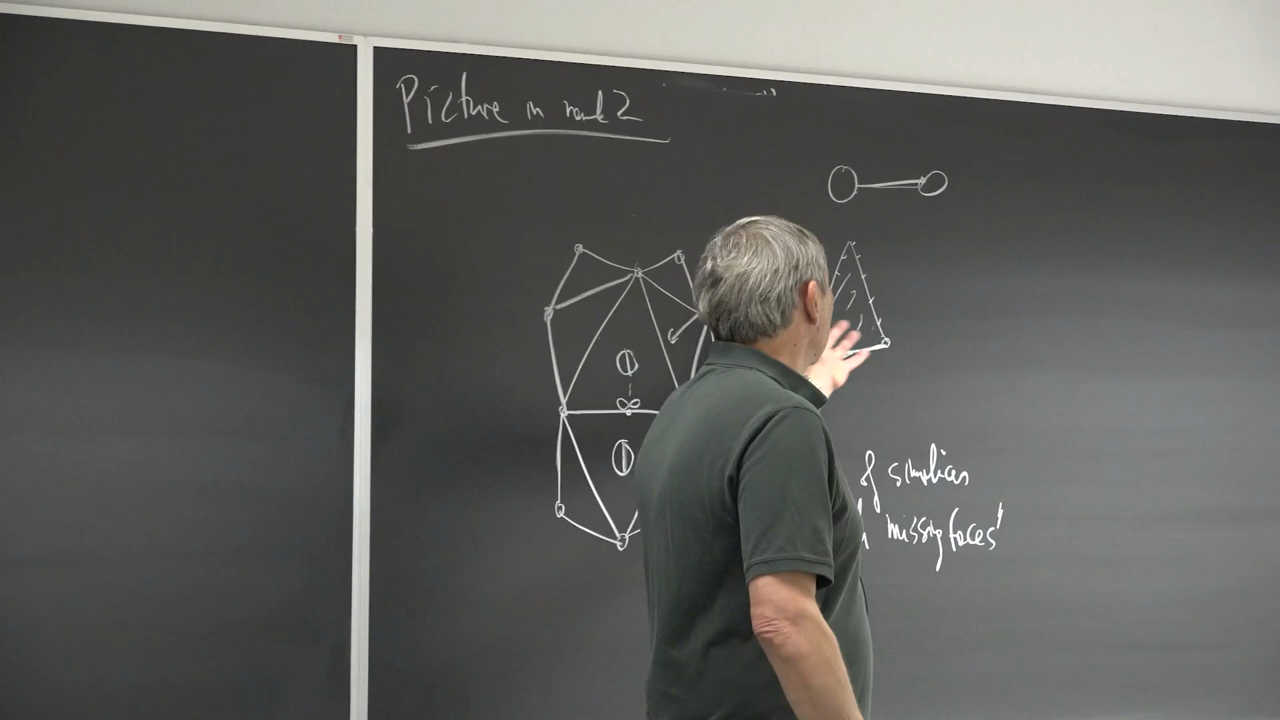 Picture in rank 2
of simplices
missing faces"